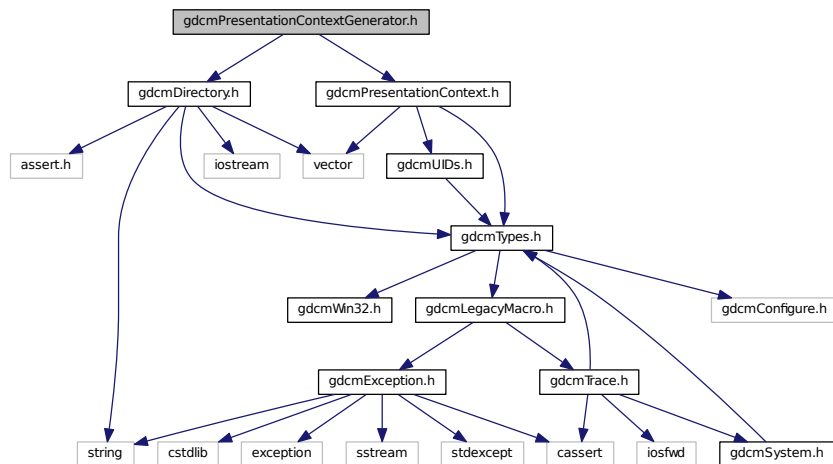 gdcmPresentationContextGenerator.h
gdcmDirectory.h
gdcmPresentationContext.h
assert.h
iostream
vector
gdcmUIDs.h
gdcmTypes.h
gdcmWin32.h
gdcmLegacyMacro.h
gdcmConfigure.h
gdcmException.h
gdcmTrace.h
string
cstdlib
exception
sstream
stdexcept
cassert
iosfwd
gdcmSystem.h